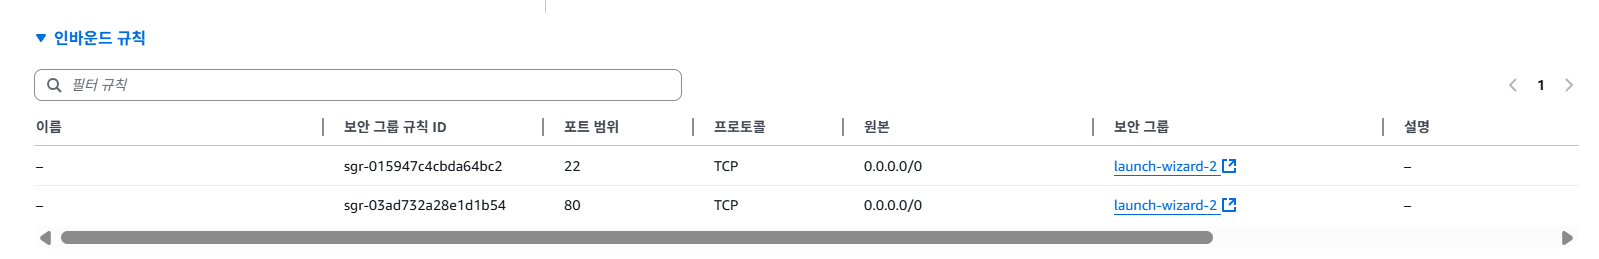 인바운드 규칙
필터 규칙
1
이름 보안 그룹 규칙 ID 포트 범위 프로토콜 원본 보안 그룹 설명
– sgr-015947c4cbda64bc2 22 TCP 0.0.0.0/0 launch-wizard-2 –
– sgr-03ad732a28e1d1b54 80 TCP 0.0.0.0/0 launch-wizard-2 –